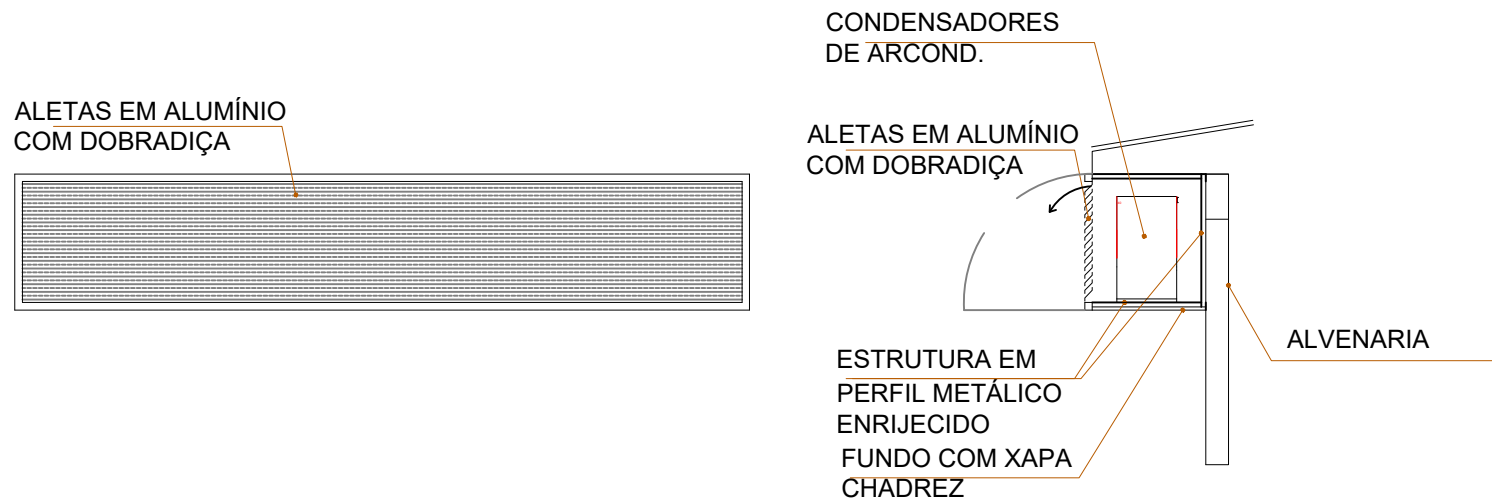 ALETAS EM ALUMÍNIO
COM DOBRADIÇA
CONDENSADORES
DE ARCOND.
ALETAS EM ALUMÍNIO
COM DOBRADIÇA
ESTRUTURA EM
PERFIL METÁLICO
ENRIJECIDO
FUNDO COM XAPA
CHADREZ
ALVENARIA